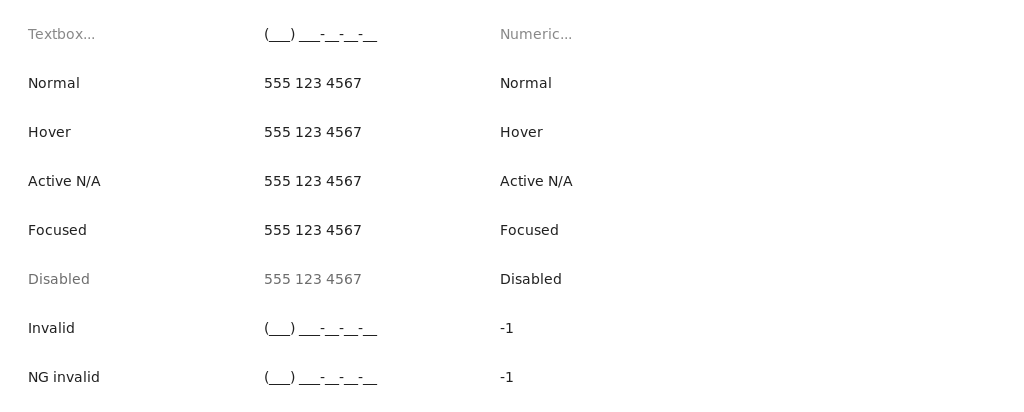 Textbox... (___) ___-__-__-__ Numeric...
Normal 555 123 4567 Normal
Hover 555 123 4567 Hover
Active N/A 555 123 4567 Active N/A
Focused 555 123 4567 Focused
Disabled 555 123 4567 Disabled
Invalid (___) ___-__-__-__ -1
NG invalid (___) ___-__-__-__ -1